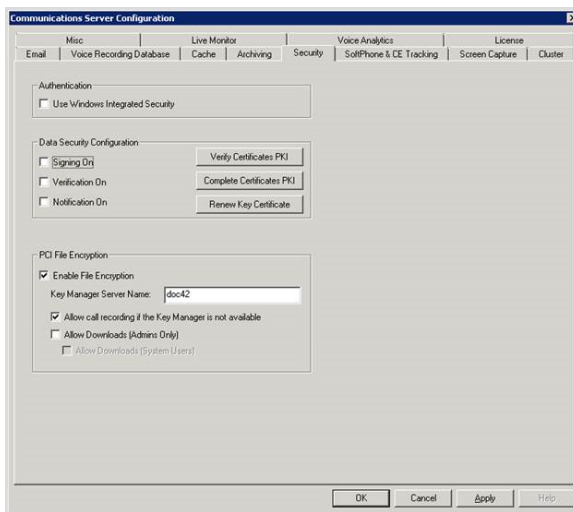 Communications Server Configuration
Misc Live Monitor Voice Analytics License
Email Voice Recording Database Cache Archiving Security SoftPhone & CE Tracking Screen Capture Cluster
Authentication
Use Windows Integrated Security
Data Security Configuration
Signing On Verify Certificates PKI
Verification On Complete Certificates PKI
Notification On Renew Key Certificate
PCI File Encryption
Enable File Encryption
Key Manager Server Name: doc42
Allow call recording if the Key Manager is not available
Allow Downloads (Admins Only)
Allow Downloads (System Users)
OK Cancel Apply Help